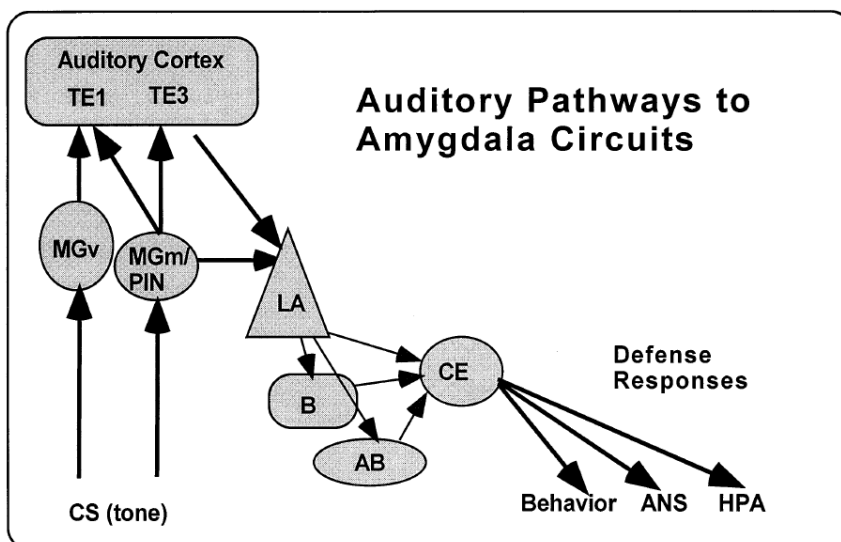 Auditory Cortex
TE1 TE3
Auditory Pathways to
Amygdala Circuits
MGv
MGm/
PIN
LA
CE
B
AB
Defense
Responses
CS (tone)
Behavior ANS HPA